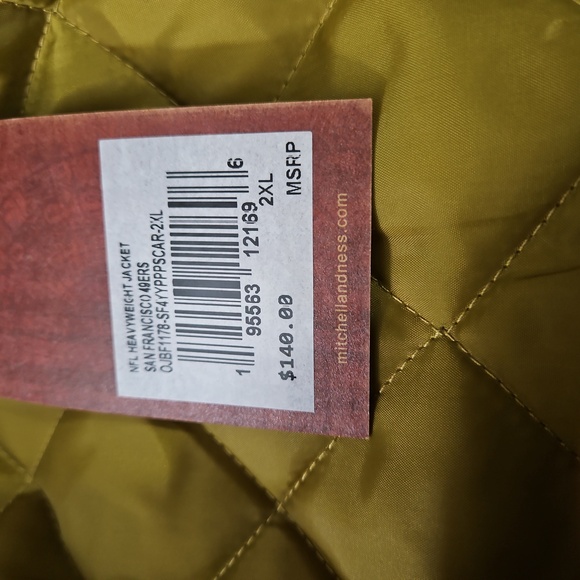 NFL HEAVYWEIGHT JACKET
SAN FRANCISCO 49ERS
OJBF1178-SF4YYPPPSCAR-2XL
1 95563 12169 6
2XL
$140.00 MSRP
mitchellandness.com